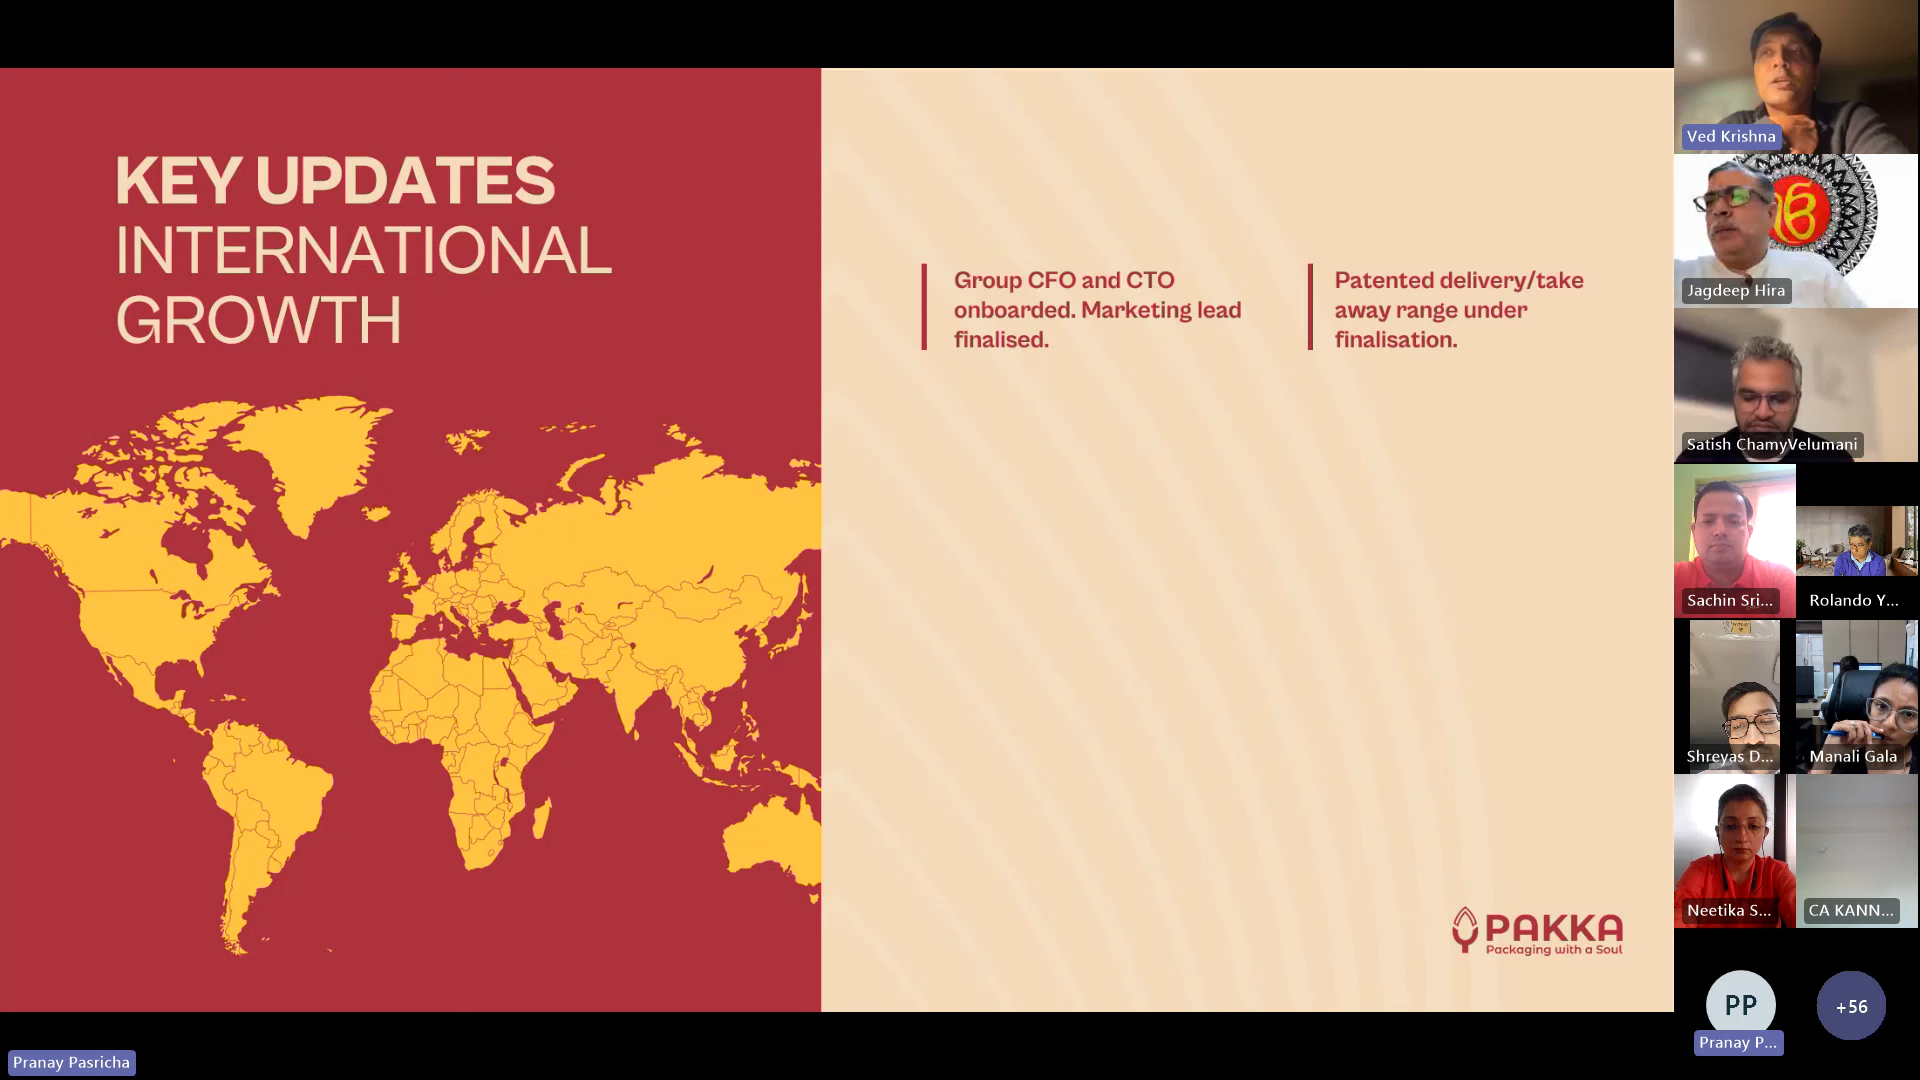 KEY UPDATES
INTERNATIONAL
GROWTH
Group CFO and CTO
onboarded. Marketing lead
finalised.
Patented delivery/take
away range under
finalisation.
PAKKA
Packaging with a Soul
Ved Krishna
Jagdeep Hira
Satish ChamyVelumani
Sachin Sri...
Rolando Y...
Shreyas D...
Manali Gala
Neetika S...
CA KANN...
PP
Pranay P...
+56
Pranay Pasricha